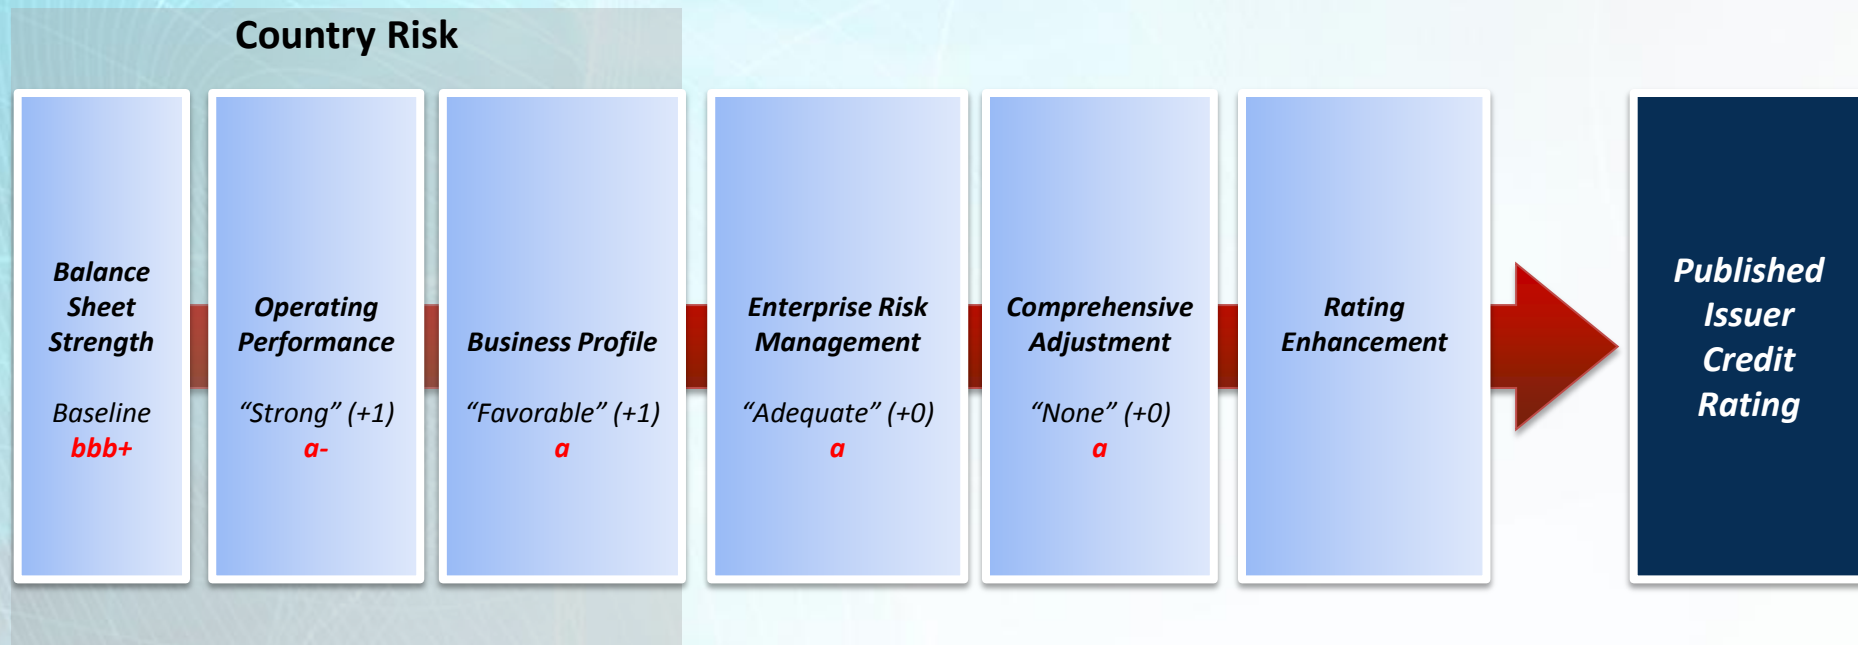 Country Risk
Balance
Sheet
Strength
Baseline
bbb+
Operating
Performance
“Strong” (+1)
a-
Business Profile
“Favorable” (+1)
a
Enterprise Risk
Management
“Adequate” (+0)
a
Comprehensive
Adjustment
“None” (+0)
a
Rating
Enhancement
Published
Issuer
Credit
Rating